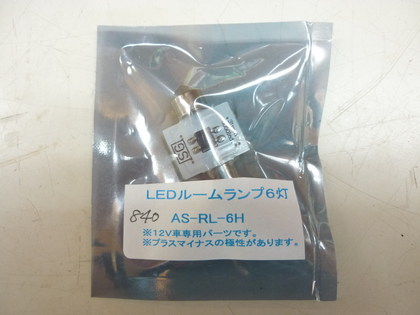 LEDルームランプ6灯
840 AS-RL-6H
※12V車専用パーツです。
※プラスマイナスの極性があります。